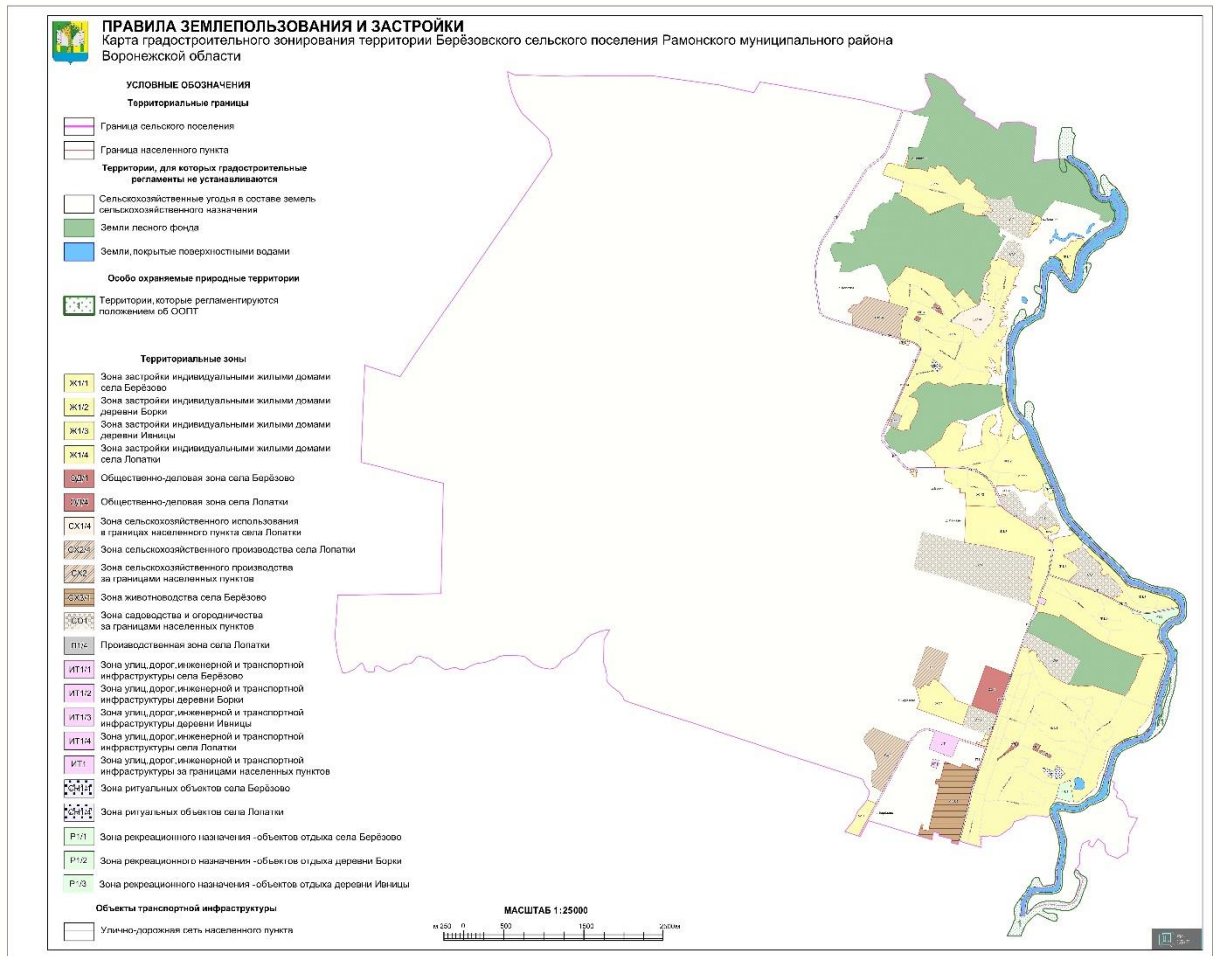 ПРАВИЛА ЗЕМЛЕПОЛЬЗОВАНИЯ И ЗАСТРОЙКИ
Карта градостроительного зонирования территории Берёзовского сельского поселения Рамонского муниципального района
Воронежской области
УСЛОВНЫЕ ОБОЗНАЧЕНИЯ
Территориальные границы
Граница сельского поселения
Граница населенного пункта
Территории, для которых градостроительные
регламенты не устанавливаются
Сельскохозяйственные угодья в составе земель
сельскохозяйственного назначения
Земли лесного фонда
Земли, покрытые поверхностными водами
Особо охраняемые природные территории
Территории, которые регламентируются
положением об ООПТ
Территориальные зоны
Ж1/1 Зона застройки индивидуальными жилыми домами
села Берёзово
Ж1/2 Зона застройки индивидуальными жилыми домами
деревни Борки
Ж1/3 Зона застройки индивидуальными жилыми домами
деревни Ивницы
Ж1/4 Зона застройки индивидуальными жилыми домами
села Лопатки
Общественно-деловая зона села Берёзово
Общественно-деловая зона села Лопатки
СХ1/4 Зона сельскохозяйственного использования
в границах населенного пункта села Лопатки
СХ2/4 Зона сельскохозяйственного производства села Лопатки
СХ2 Зона сельскохозяйственного производства
за границами населенных пунктов
СХ3/1 Зона животноводства села Берёзово
СО1 Зона садоводства и огородничества
за границами населенных пунктов
П1/4 Производственная зона села Лопатки
ИТ1/1 Зона улиц,дорог,инженерной и транспортной
инфраструктуры села Берёзово
ИТ1/2 Зона улиц,дорог,инженерной и транспортной
инфраструктуры деревни Борки
ИТ1/3 Зона улиц,дорог,инженерной и транспортной
инфраструктуры деревни Ивницы
ИТ1/4 Зона улиц,дорог,инженерной и транспортной
инфраструктуры села Лопатки
ИТ1 Зона улиц,дорог,инженерной и транспортной
инфраструктуры за границами населенных пунктов
Зона ритуальных объектов села Берёзово
Зона ритуальных объектов села Лопатки
Р1/1 Зона рекреационного назначения -объектов отдыха села Берёзово
Р1/2 Зона рекреационного назначения -объектов отдыха деревни Борки
Р1/3 Зона рекреационного назначения -объектов отдыха деревни Ивницы
Объекты транспортной инфраструктуры
Улично-дорожная сеть населенного пункта
МАСШТАБ 1:25000
м 250 0 500 1500 2500м